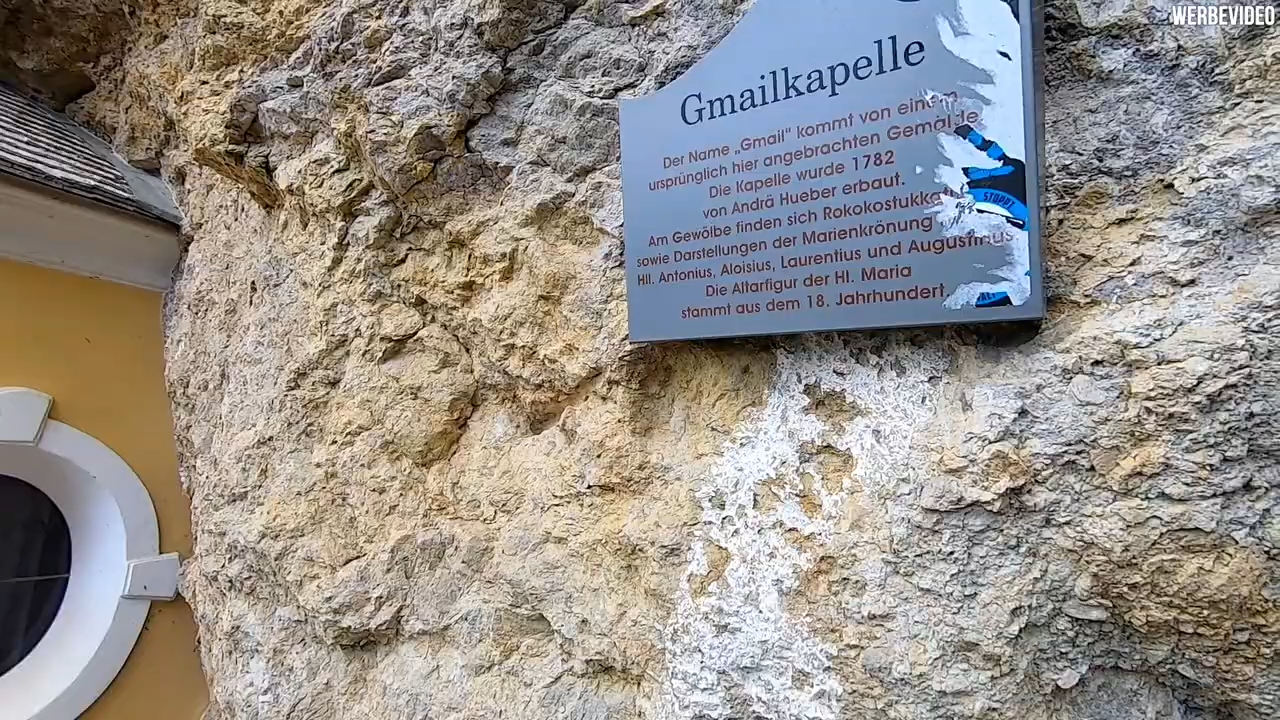 WERBEVIDEO
Gmailkapelle
Der Name „Gmail“ kommt von einem
ursprünglich hier angebrachten Gemälde.
Die Kapelle wurde 1782
von Andrä Hueber erbaut.
Am Gewölbe finden sich Rokokostukk
sowie Darstellungen der Marienkrönung
Hll. Antonius, Aloisius, Laurentius und Augustinus
Die Altarfigur der Hl. Maria
stammt aus dem 18. Jahrhundert.
STOPPT